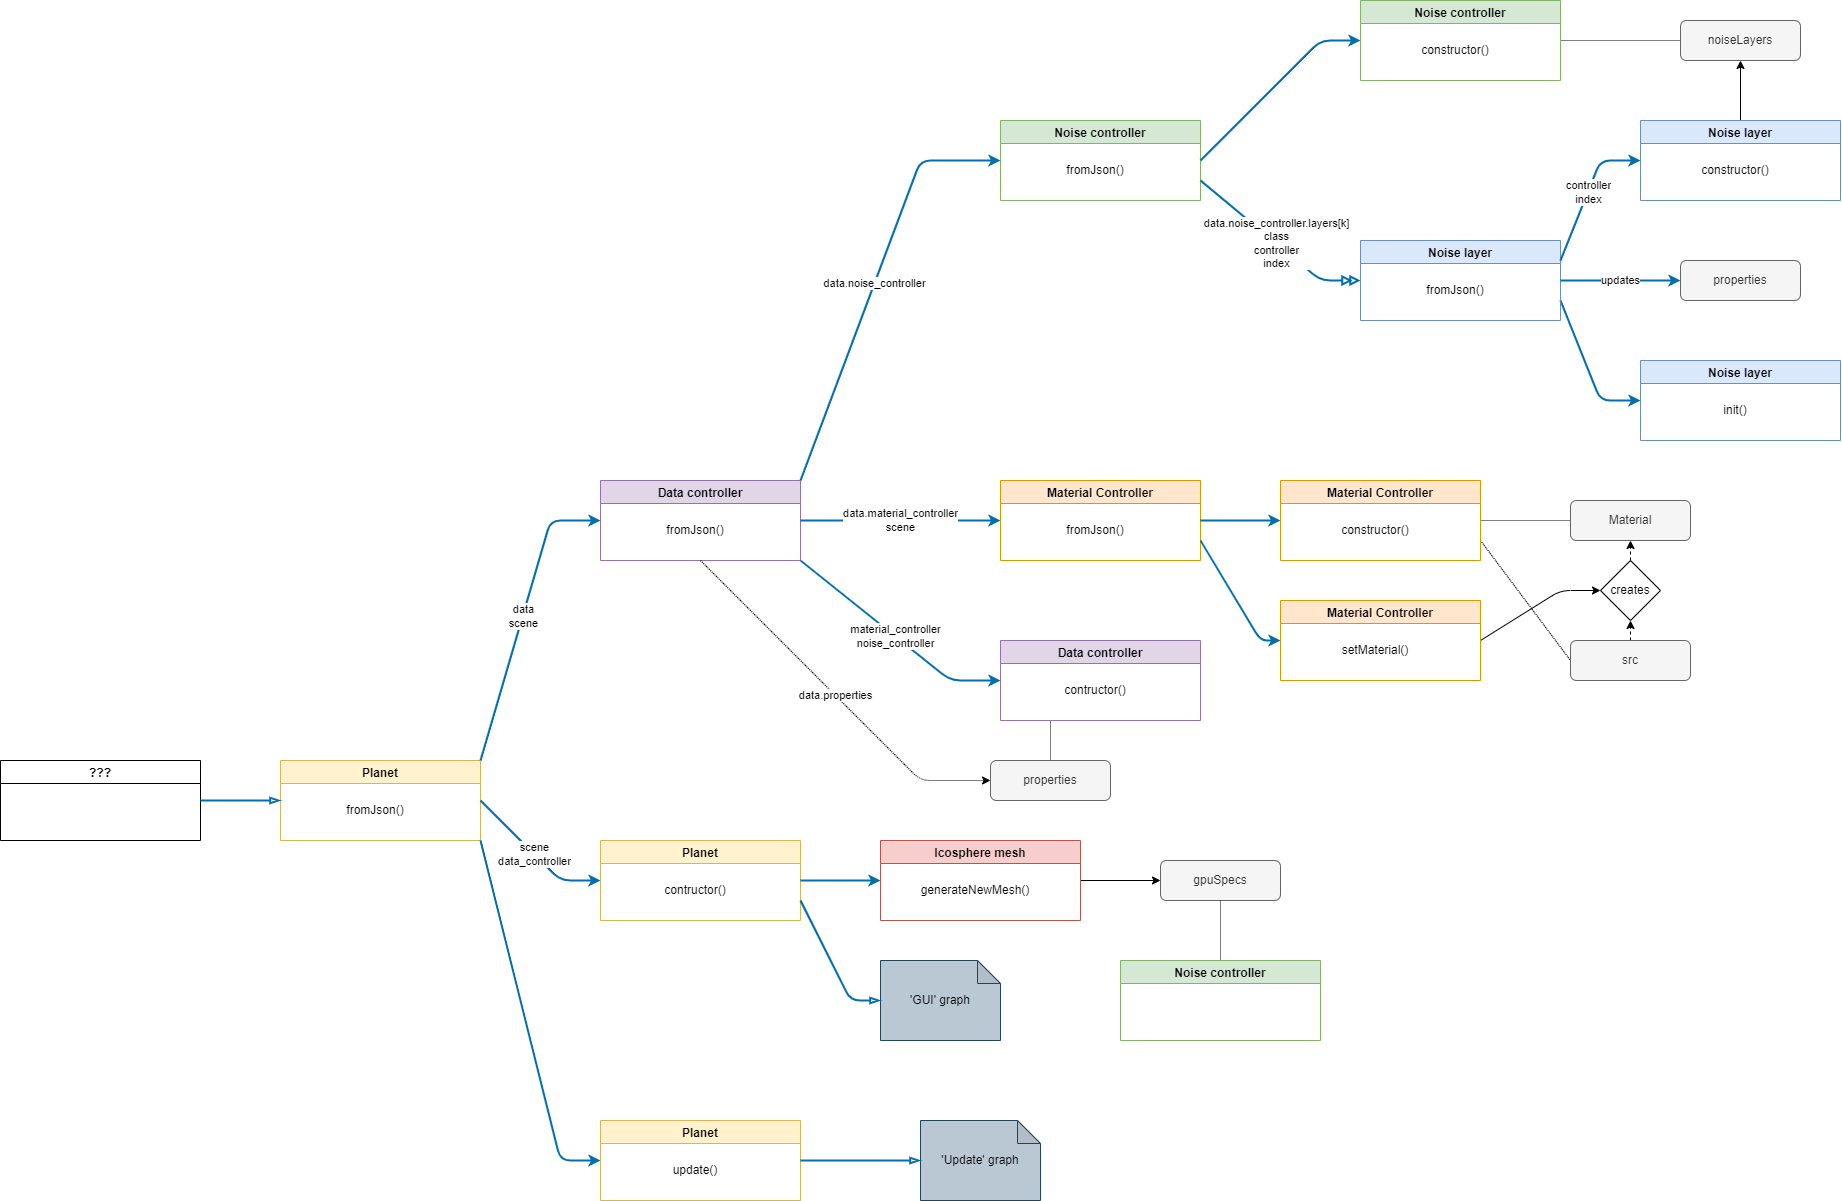 Noise controller
constructor()
noiseLayers
Noise controller
fromJson()
Noise layer
constructor()
controller
index
data.noise_controller.layers[k]
class
controller
index
Noise layer
fromJson()
updates
properties
data.noise_controller
Noise layer
init()
Data controller
fromJson()
data.material_controller
scene
Material Controller
fromJson()
Material Controller
constructor()
Material
creates
src
Material Controller
setMaterial()
data
scene
material_controller
noise_controller
Data controller
contructor()
data.properties
properties
???
Planet
fromJson()
scene
data_controller
Planet
contructor()
Icosphere mesh
generateNewMesh()
gpuSpecs
Noise controller
'GUI' graph
Planet
update()
'Update' graph